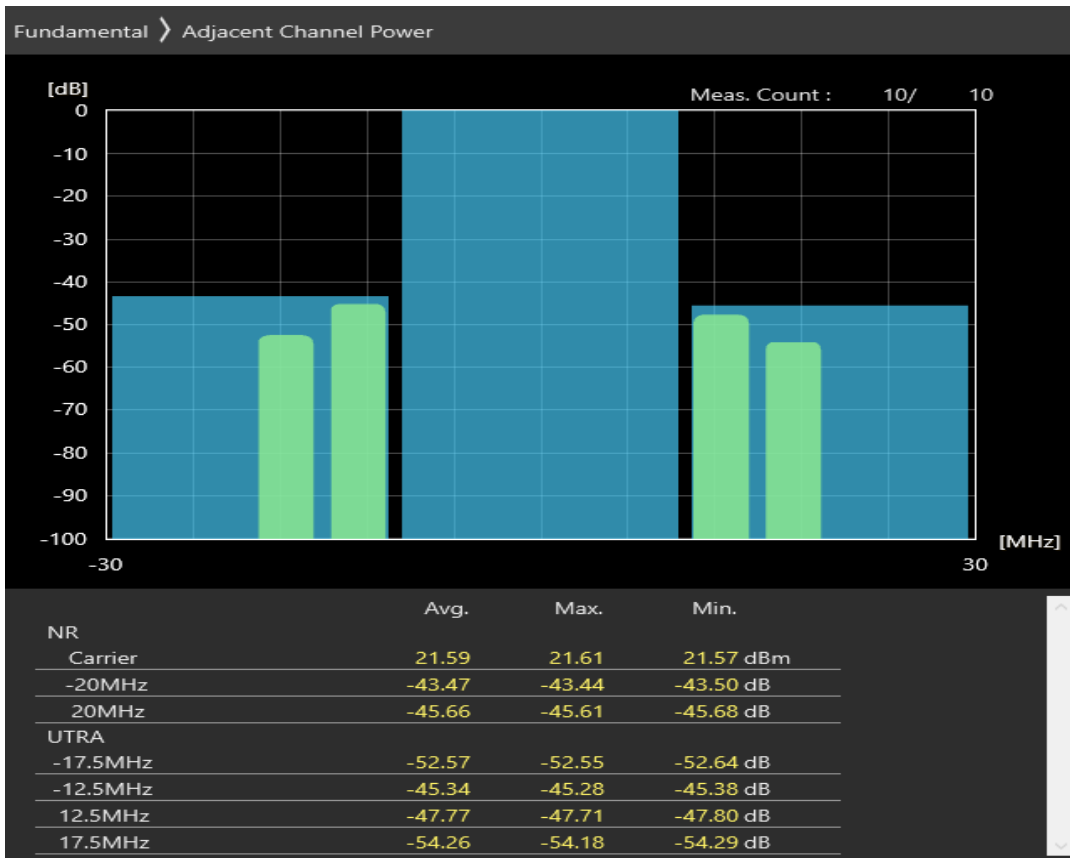 Fundamental 〉 Adjacent Channel Power
[dB]
Meas. Count : 10/ 10
0
-10
-20
-30
-40
-50
-60
-70
-80
-90
-100
[MHz]
-30 30
Avg. Max. Min.
NR
Carrier 21.59 21.61 21.57 dBm
-20MHz -43.47 -43.44 -43.50 dB
20MHz -45.66 -45.61 -45.68 dB
UTRA
-17.5MHz -52.57 -52.55 -52.64 dB
-12.5MHz -45.34 -45.28 -45.38 dB
12.5MHz -47.77 -47.71 -47.80 dB
17.5MHz -54.26 -54.18 -54.29 dB